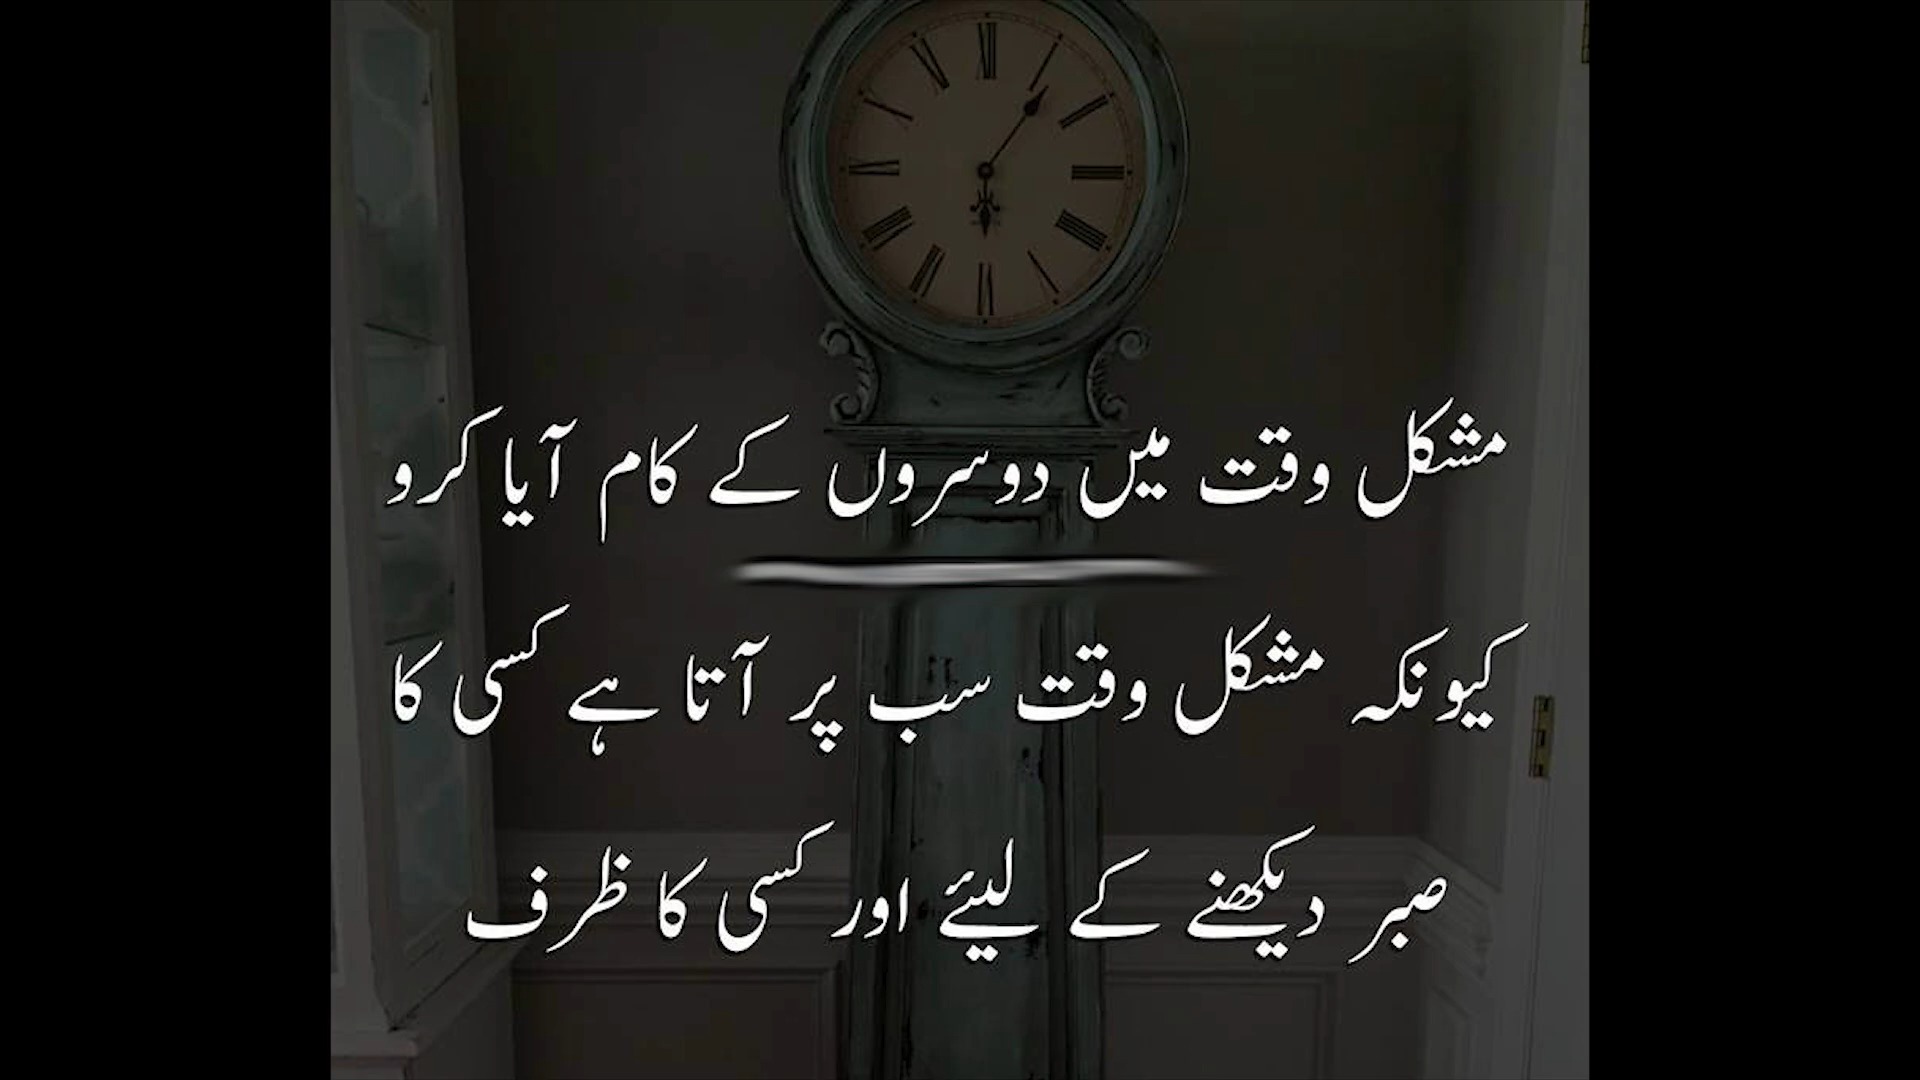 مشکل وقت میں دوسروں کے کام آیا کرو
کیونکہ مشکل وقت سب پر آتا ہے کسی کا
صبر دیکھنے کے لیئے اور کسی کا ظرف